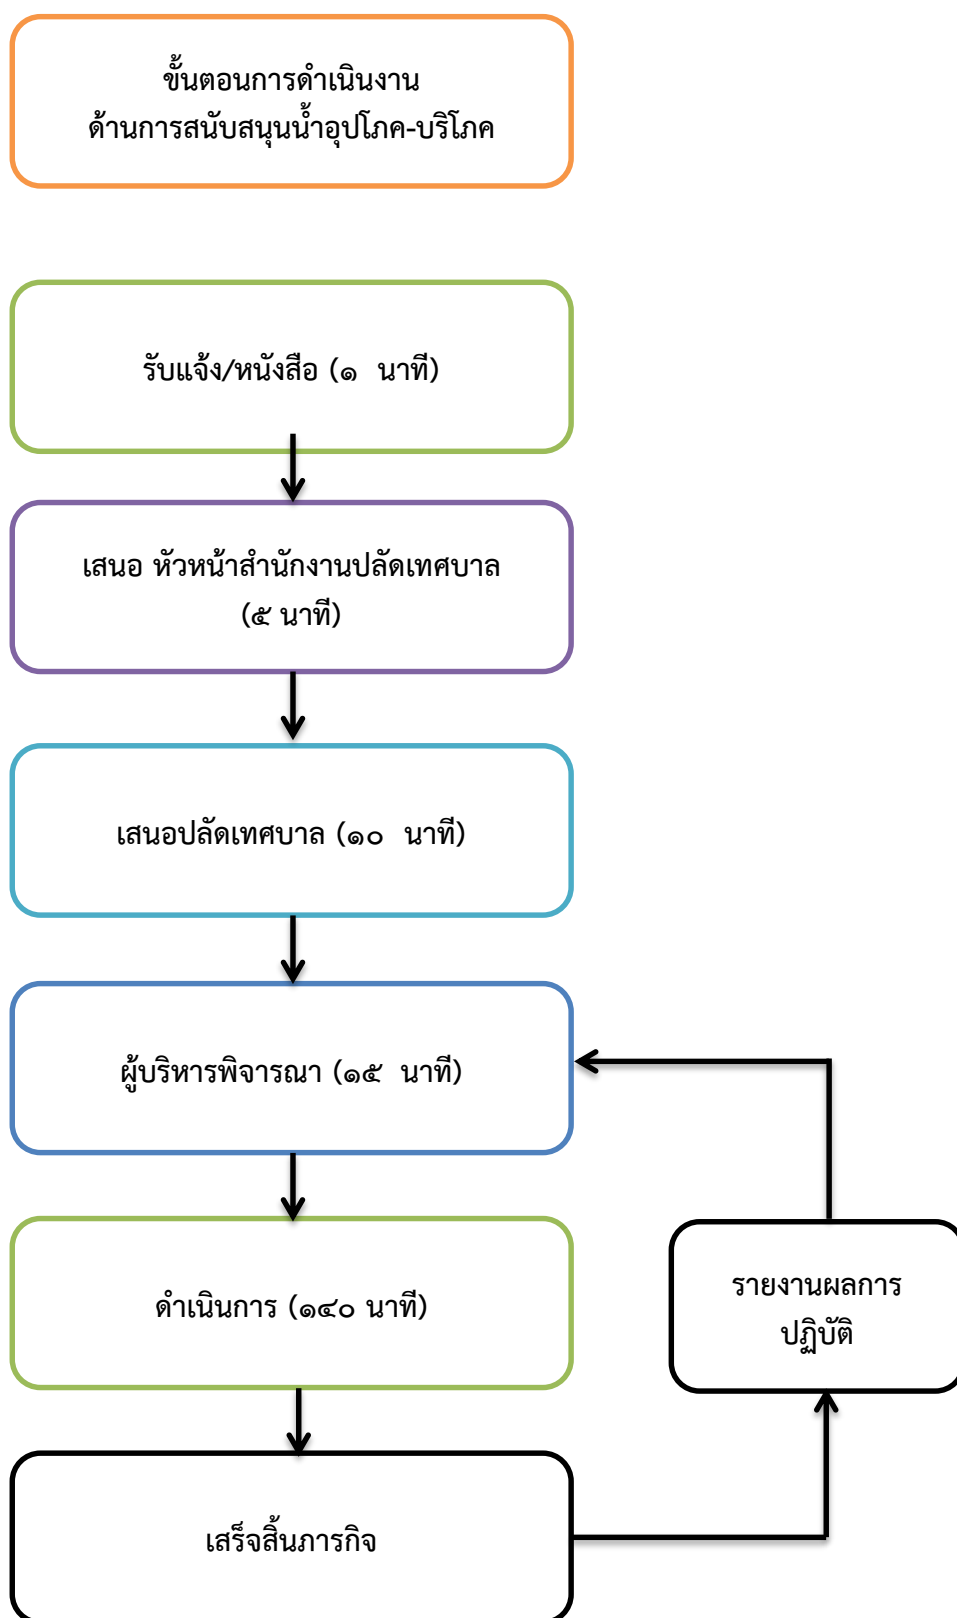 ขั้นตอนการดำเนินงาน
ด้านการสนับสนุนน้ำอุปโภค-บริโภค
รับแจ้ง/หนังสือ (๑ นาที)
เสนอ หัวหน้าสำนักงานปลัดเทศบาล
(๕ นาที)
เสนอปลัดเทศบาล (๑๐ นาที)
ผู้บริหารพิจารณา (๑๕ นาที)
ดำเนินการ (๑๔๐ นาที)
รายงานผลการ
ปฏิบัติ
เสร็จสิ้นภารกิจ